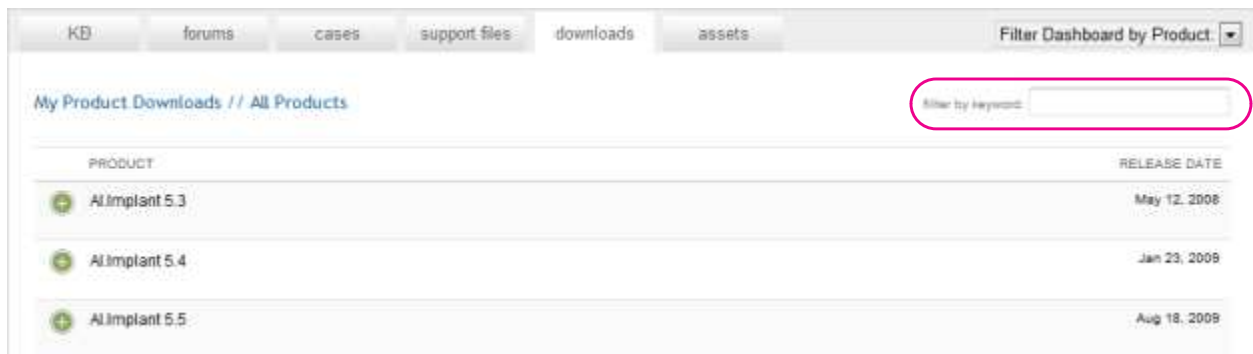 KB forums cases support files downloads assets Filter Dashboard by Product:
My Product Downloads // All Products filter by keyword:
PRODUCT RELEASE DATE
AI.Implant 5.3 May 12, 2008
AI.Implant 5.4 Jan 23, 2009
AI.Implant 5.5 Aug 18, 2009